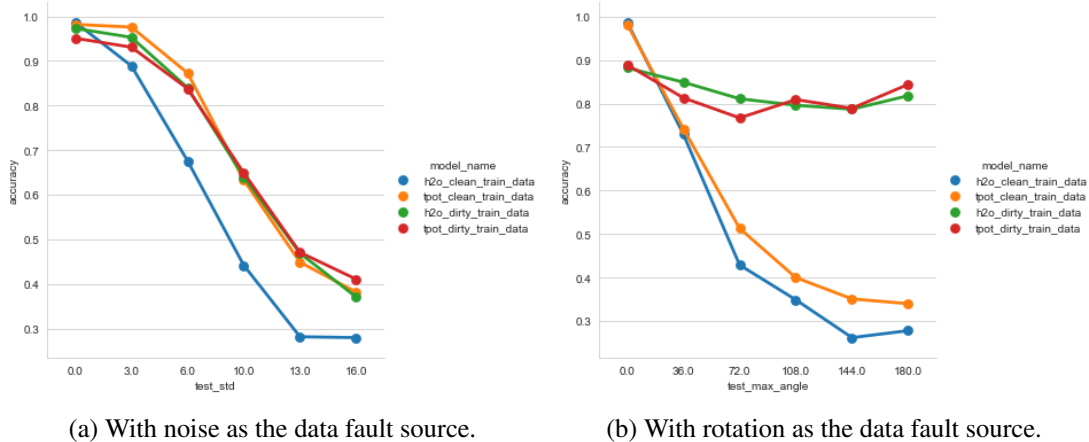 1.0
0.9
0.8
0.7
0.6
0.5
0.4
0.3
accuracy
0.0 3.0 6.0 10.0 13.0 16.0
test_std
model_name
h2o_clean_train_data
tpot_clean_train_data
h2o_dirty_train_data
tpot_dirty_train_data
(a) With noise as the data fault source.
1.0
0.9
0.8
0.7
0.6
0.5
0.4
0.3
accuracy
0.0 36.0 72.0 108.0 144.0 180.0
test_max_angle
model_name
h2o_clean_train_data
tpot_clean_train_data
h2o_dirty_train_data
tpot_dirty_train_data
(b) With rotation as the data fault source.